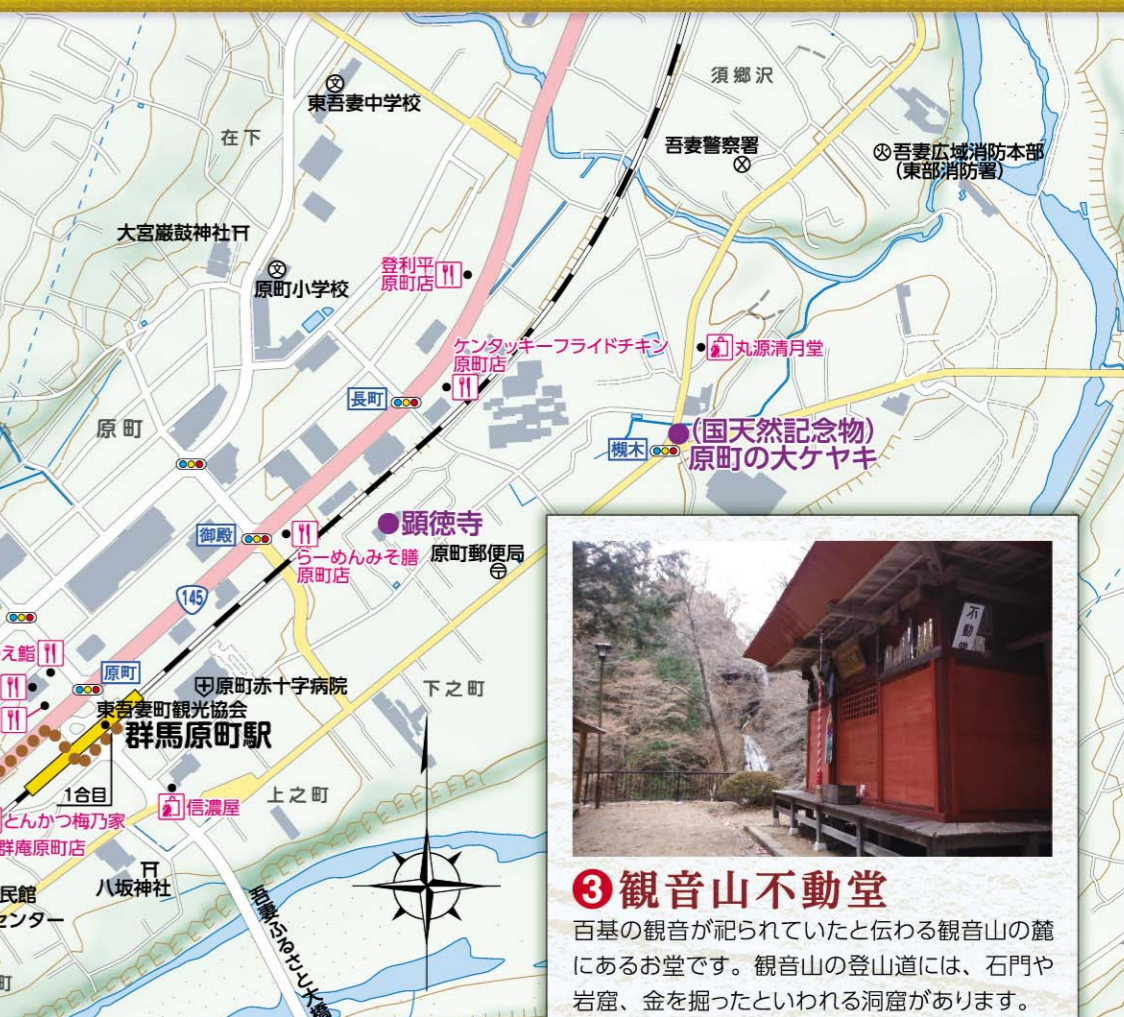 須郷沢
東吾妻中学校
在下
吾妻警察署
吾妻広域消防本部
(東部消防署)
大宮巌鼓神社
原町小学校
登利平
原町店
ケンタッキーフライドチキン
原町店
丸源清月堂
長町
原町
槻木
(国天然記念物)
原町の大ケヤキ
顕徳寺
御殿
らーめんみそ膳
原町店
原町郵便局
145
え鮨
原町
原町赤十字病院
下之町
東吾妻町観光協会
群馬原町駅
1合目
上之町
信濃屋
とんかつ梅乃家
群庵原町店
八坂神社
民館
センター
町
吾妻ふるさと大橋
不動堂
3 観音山不動堂
百基の観音が祀られていたと伝わる観音山の麓
にあるお堂です。観音山の登山道には、石門や
岩窟、金を掘ったといわれる洞窟があります。